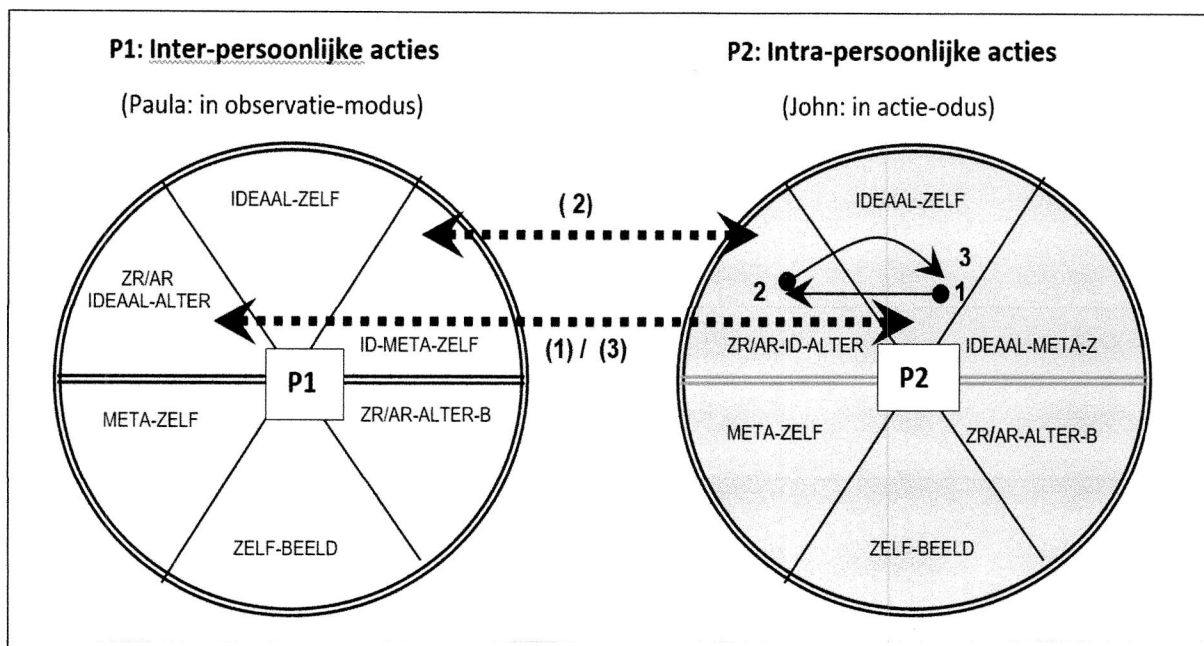 P1: Inter-persoonlijke acties
(Paula: in observatie-modus)
IDEAAL-ZELF
ZR/AR
IDEAAL-ALTER
ID-META-ZELF
P1
META-ZELF
ZR/AR-ALTER-B
ZELF-BEELD
( 2)
(1) / (3)
P2: Intra-persoonlijke acties
(John: in actie-odus)
IDEAAL-ZELF
3
2
1
ZR/AR-ID-ALTER
IDEAAL-META-Z
P2
META-ZELF
ZR/AR-ALTER-B
ZELF-BEELD